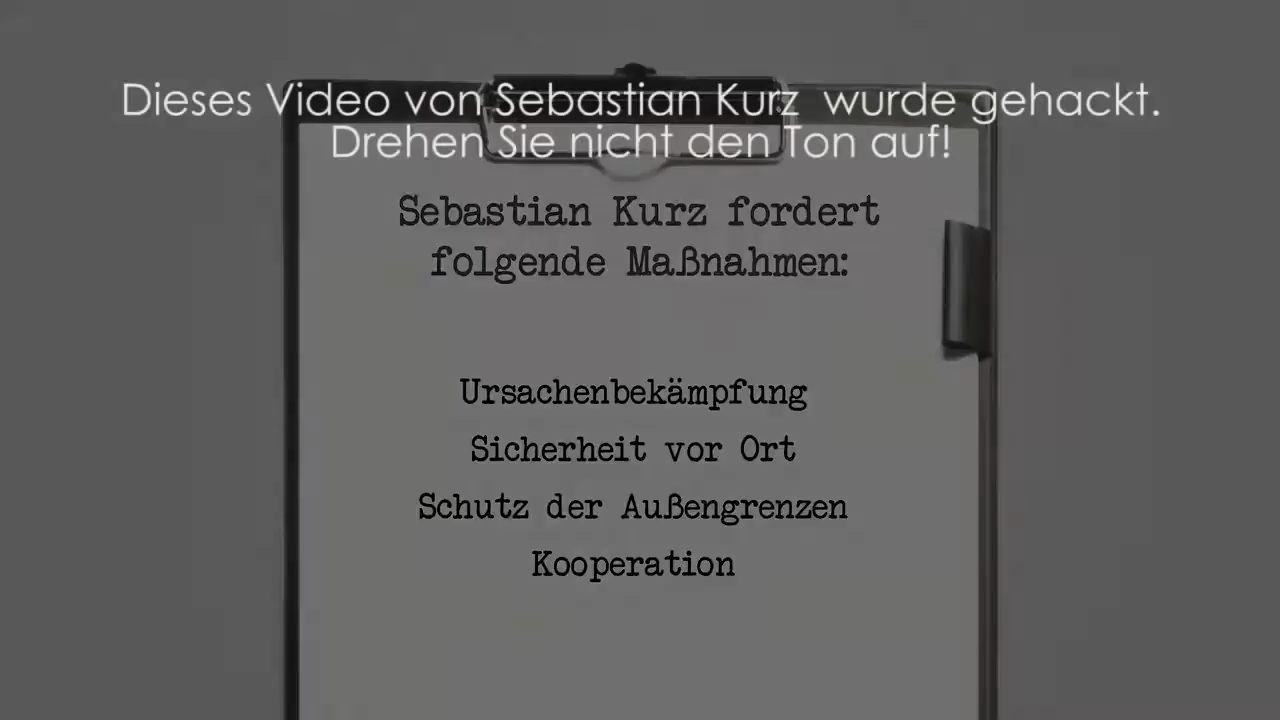 Dieses Video von Sebastian Kurz wurde gehackt.
Drehen Sie nicht den Ton auf!
Sebastian Kurz fordert
folgende Maßnahmen:
Ursachenbekämpfung
Sicherheit vor Ort
Schutz der Außengrenzen
Kooperation